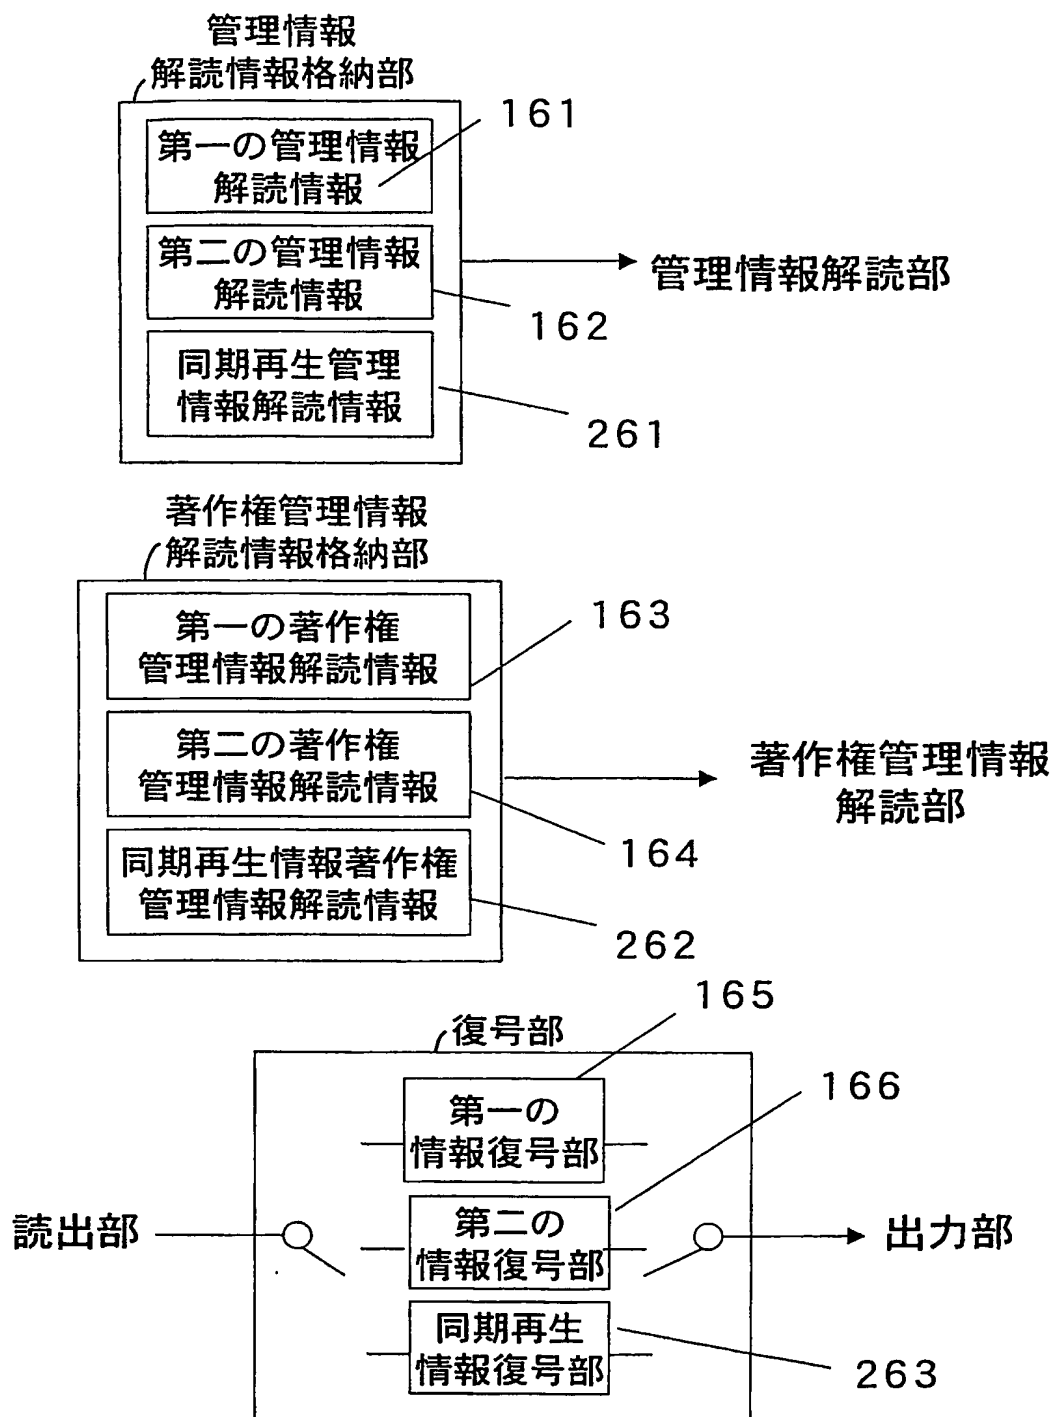 管理情報
解読情報格納部
161
第一の管理情報
解読情報
第二の管理情報
解読情報
管理情報解読部
162
同期再生管理
情報解読情報
261
著作権管理情報
解読情報格納部
第一の著作権
管理情報解読情報
163
第二の著作権
管理情報解読情報
著作権管理情報
解読部
164
同期再生情報著作権
管理情報解読情報
262
165
復号部
166
第一の
情報復号部
読出部
第二の
情報復号部
出力部
同期再生
情報復号部
263